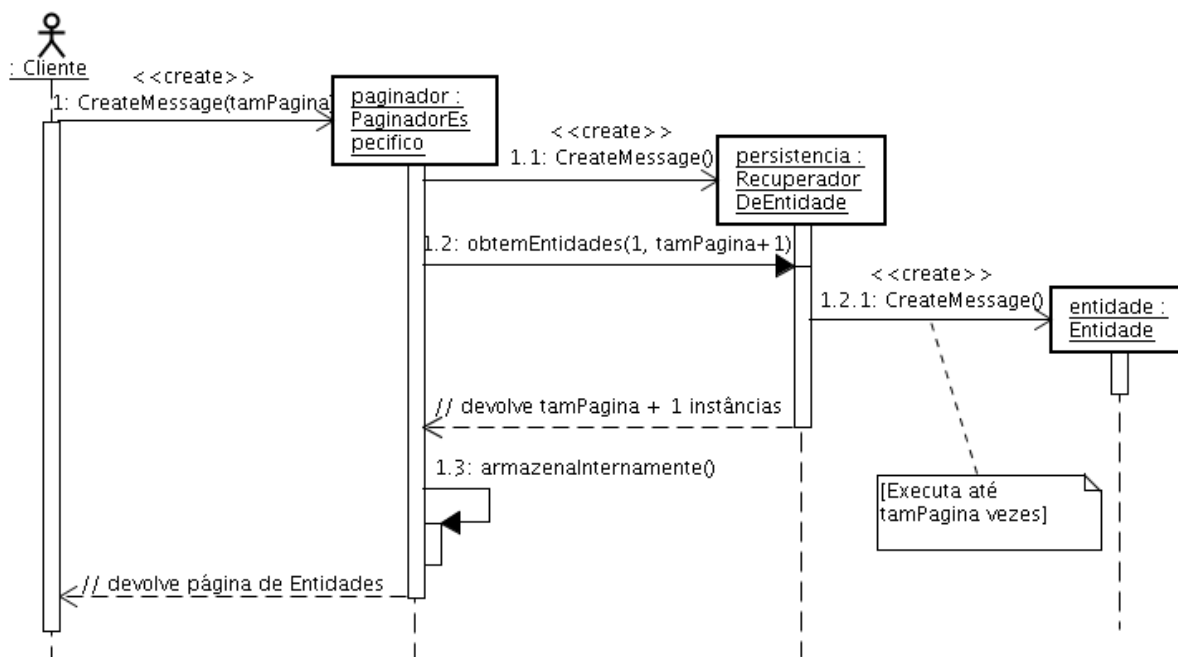 : Cliente
<<create>>
1: CreateMessage(tamPagina)
paginador :
PaginadorEs
pecifico
<<create>>
1.1: CreateMessage()
persistencia :
Recuperador
DeEntidade
1.2: obtemEntidades(1, tamPagina+1)
<<create>>
1.2.1: CreateMessage()
entidade :
Entidade
// devolve tamPagina + 1 instâncias
1.3: armazenaInternamente()
[Executa até
tamPagina vezes]
// devolve página de Entidades